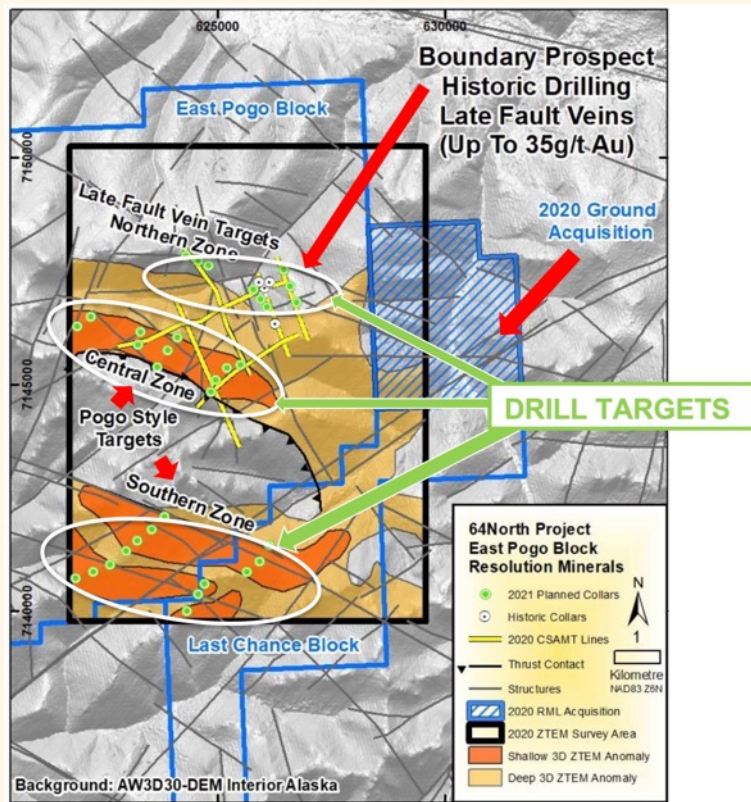 625000
630000
7150000
7145000
7140000
Boundary Prospect
Historic Drilling
Late Fault Veins
(Up To 35g/t Au)
East Pogo Block
2020 Ground
Acquisition
Late Fault Vein Targets
Northern Zone
Central Zone
Pogo Style
Targets
Southern Zone
DRILL TARGETS
Last Chance Block
64North Project
East Pogo Block
Resolution Minerals
2021 Planned Collars
Historic Collars
2020 CSAMT Lines
Thrust Contact
Structures
2020 RML Acquisition
2020 ZTEM Survey Area
Shallow 3D ZTEM Anomaly
Deep 3D ZTEM Anomaly
N
1
Kilometre
NAD83 Z6N
Background: AW3D30-DEM Interior Alaska